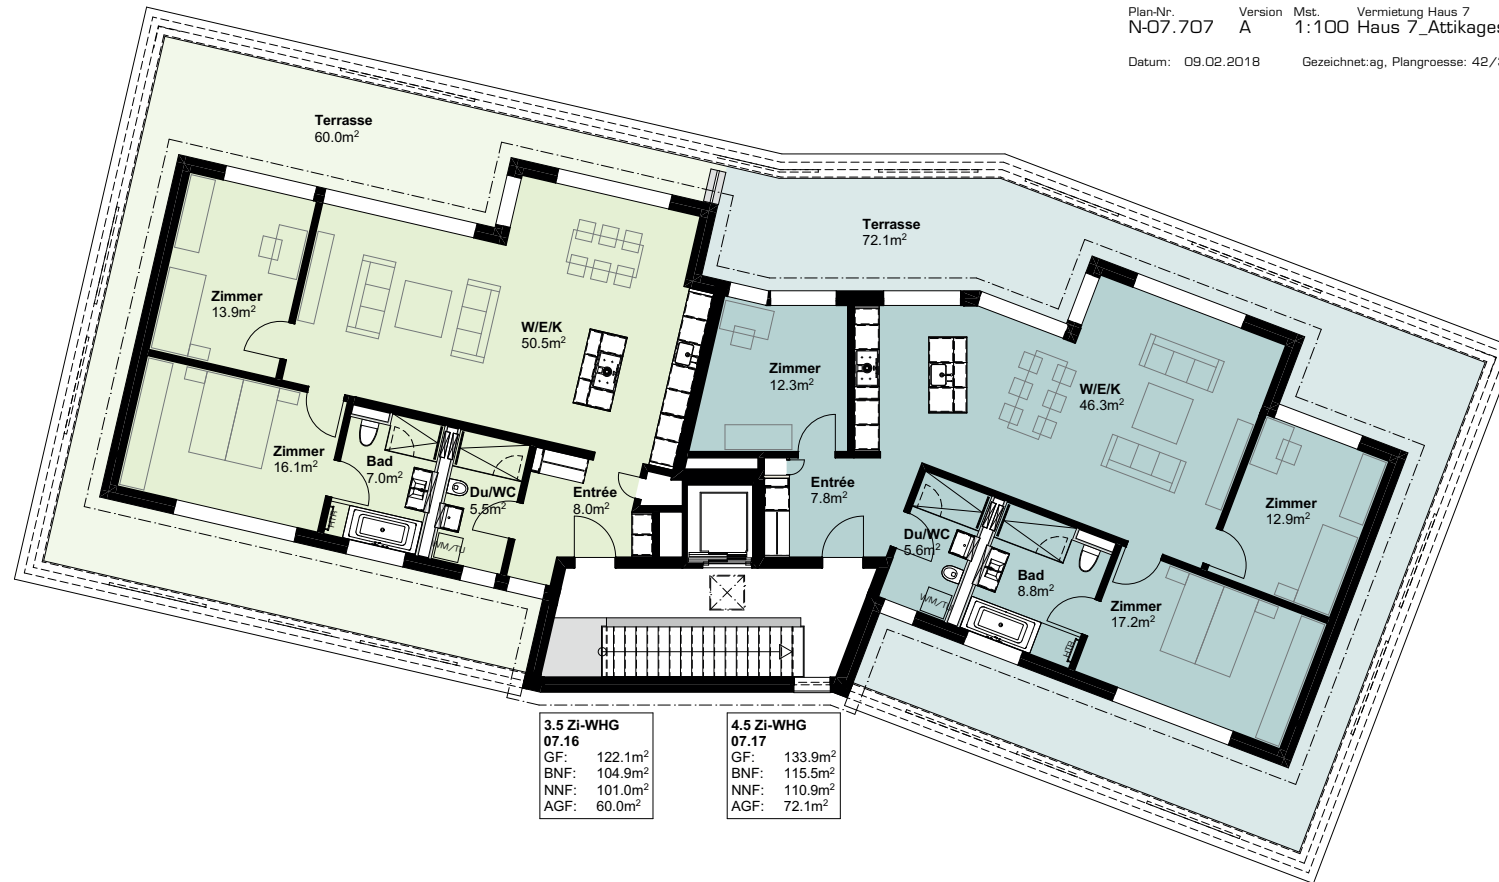 Plan-Nr. Version Mst. Vermietung Haus 7
N-07.707 A 1:100 Haus 7_Attikages
Datum: 09.02.2018 Gezeichnet:ag, Plangroesse: 42/
Terrasse
60.0m²
Terrasse
72.1m²
Zimmer
13.9m²
W/E/K
50.5m²
Zimmer
12.3m²
W/E/K
46.3m²
Zimmer
16.1m²
Bad
7.0m²
Du/WC
5.5m²
WM/TU
Entrée
8.0m²
Entrée
7.8m²
Du/WC
5.6m²
WM/TU
Bad
8.8m²
Zimmer
17.2m²
Zimmer
12.9m²
3.5 Zi-WHG
07.16
GF: 122.1m²
BNF: 104.9m²
NNF: 101.0m²
AGF: 60.0m²
4.5 Zi-WHG
07.17
GF: 133.9m²
BNF: 115.5m²
NNF: 110.9m²
AGF: 72.1m²